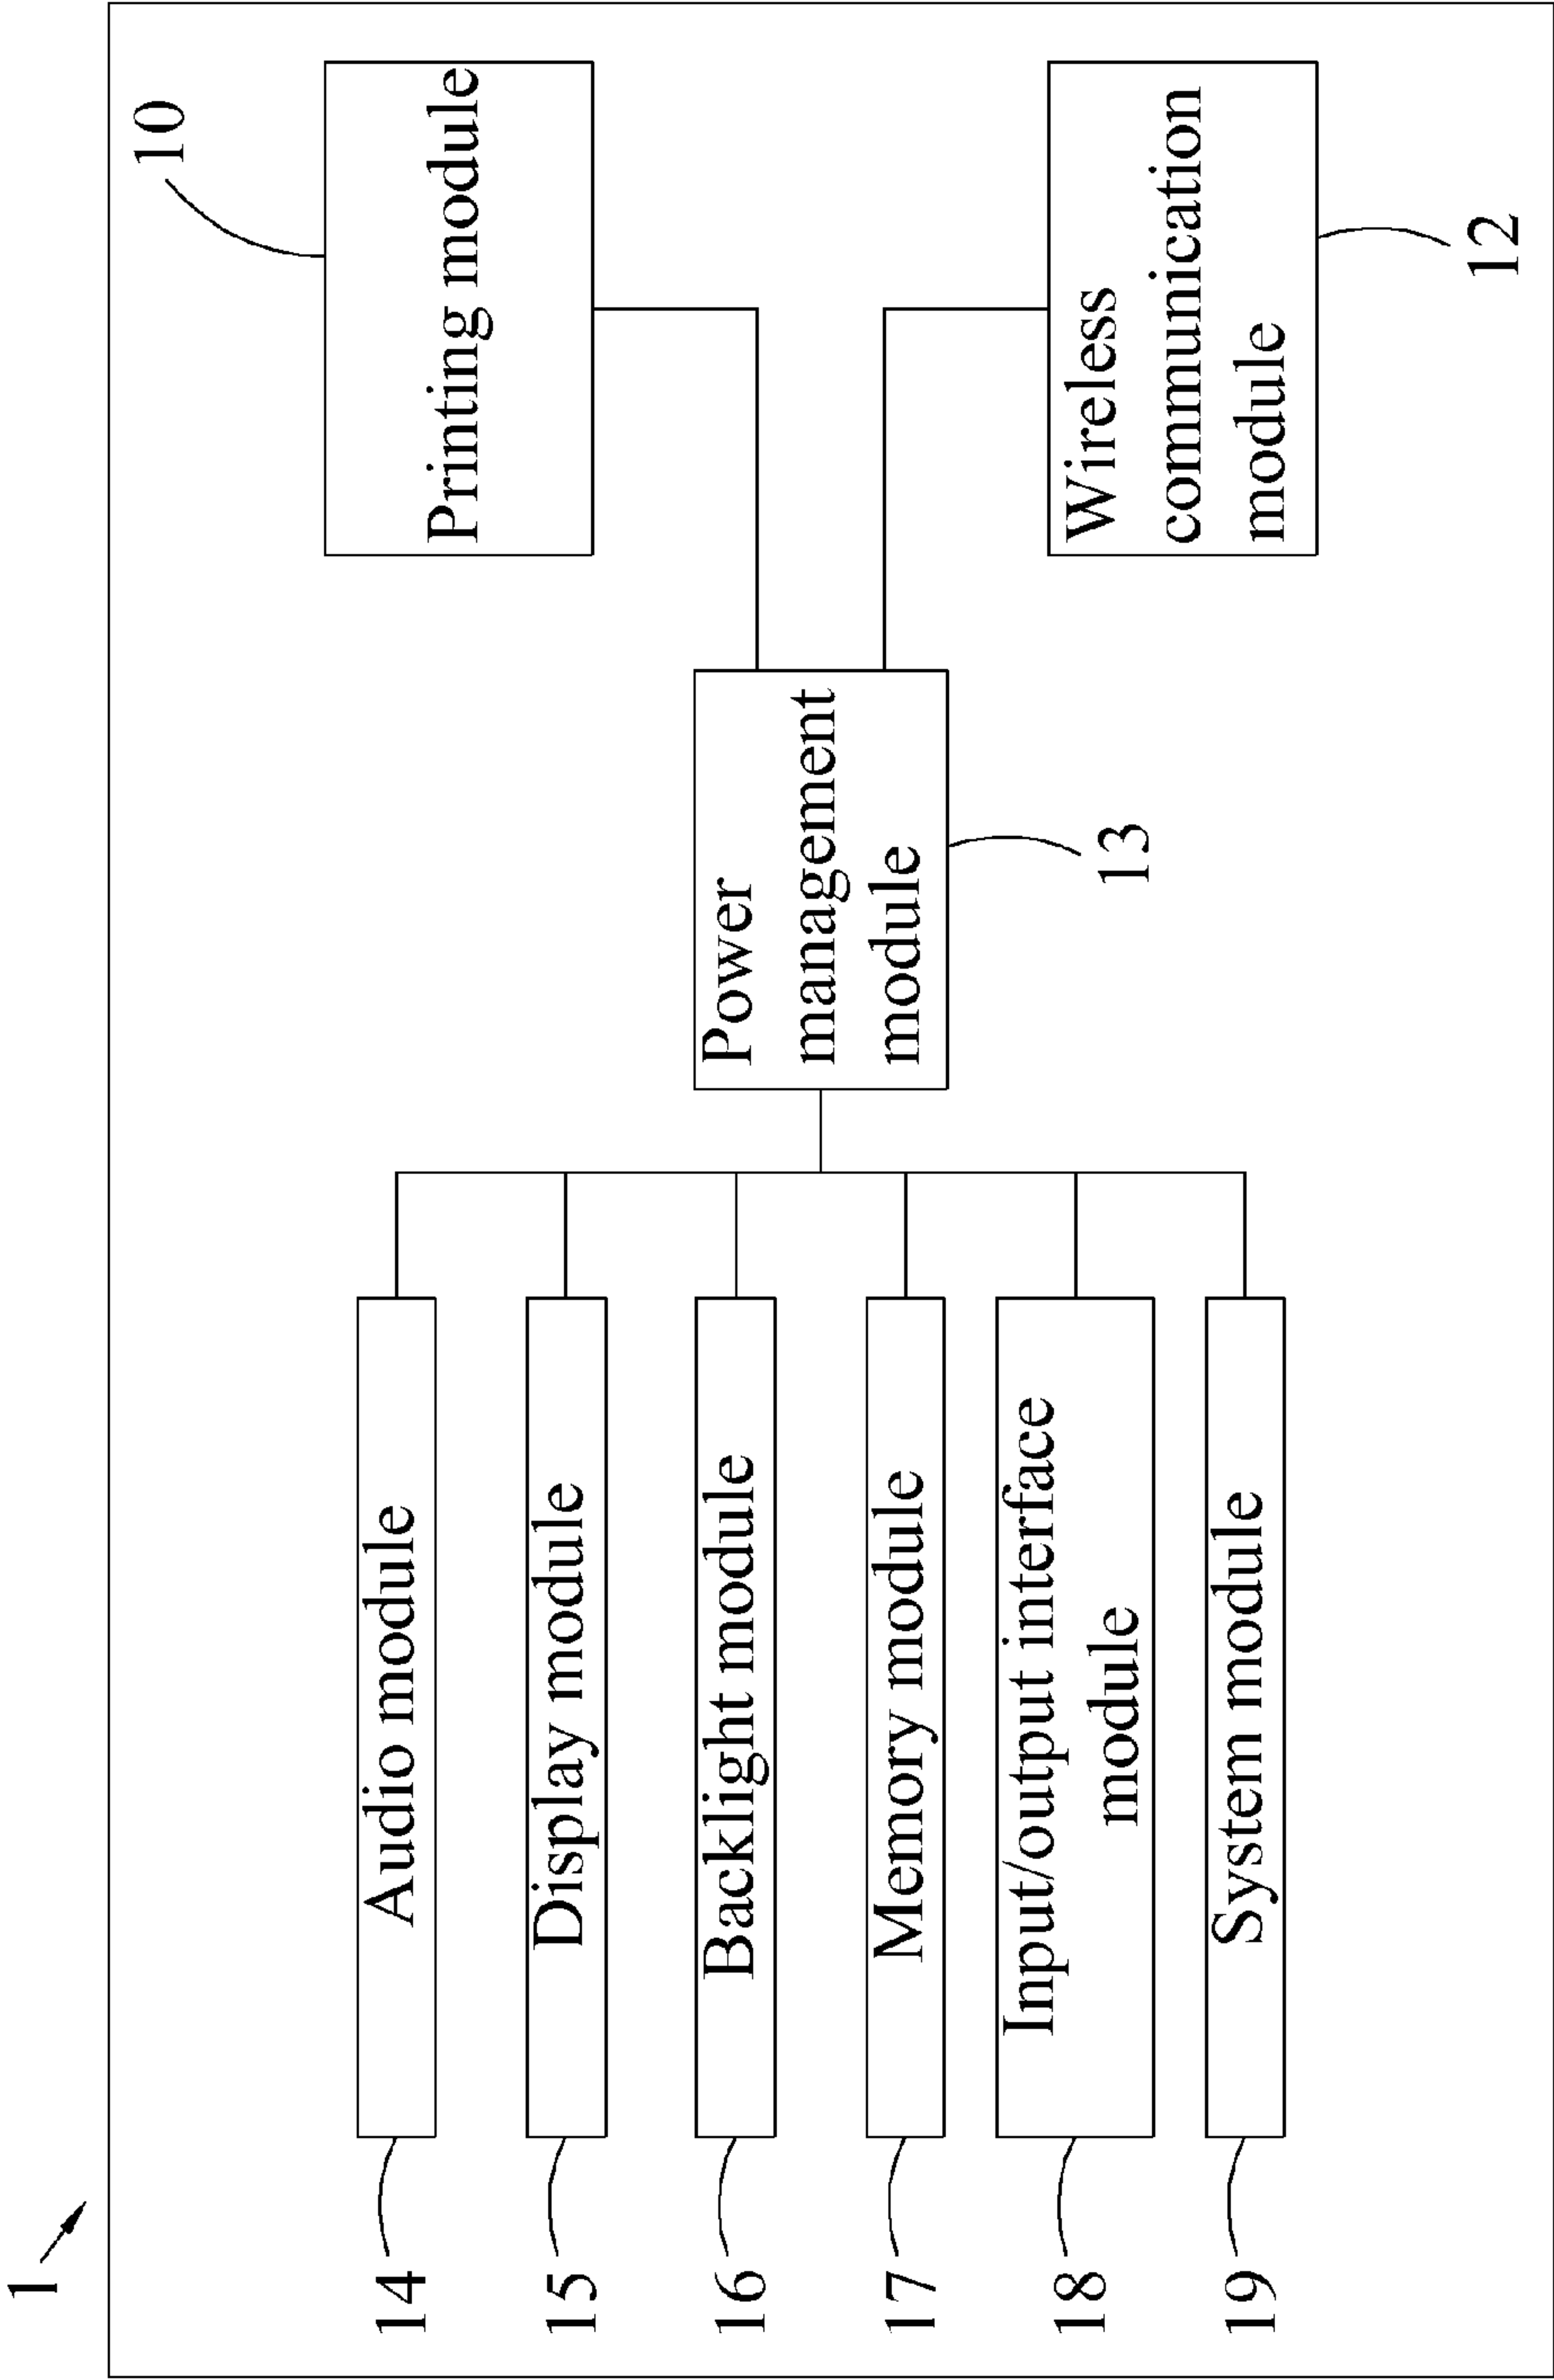 1
14
Audio module
15
Display module
16
Backlight module
17
Memory module
18
Input/output interface
module
19
System module
Power
management
module
13
10
Printing module
Wireless
communication
module
12